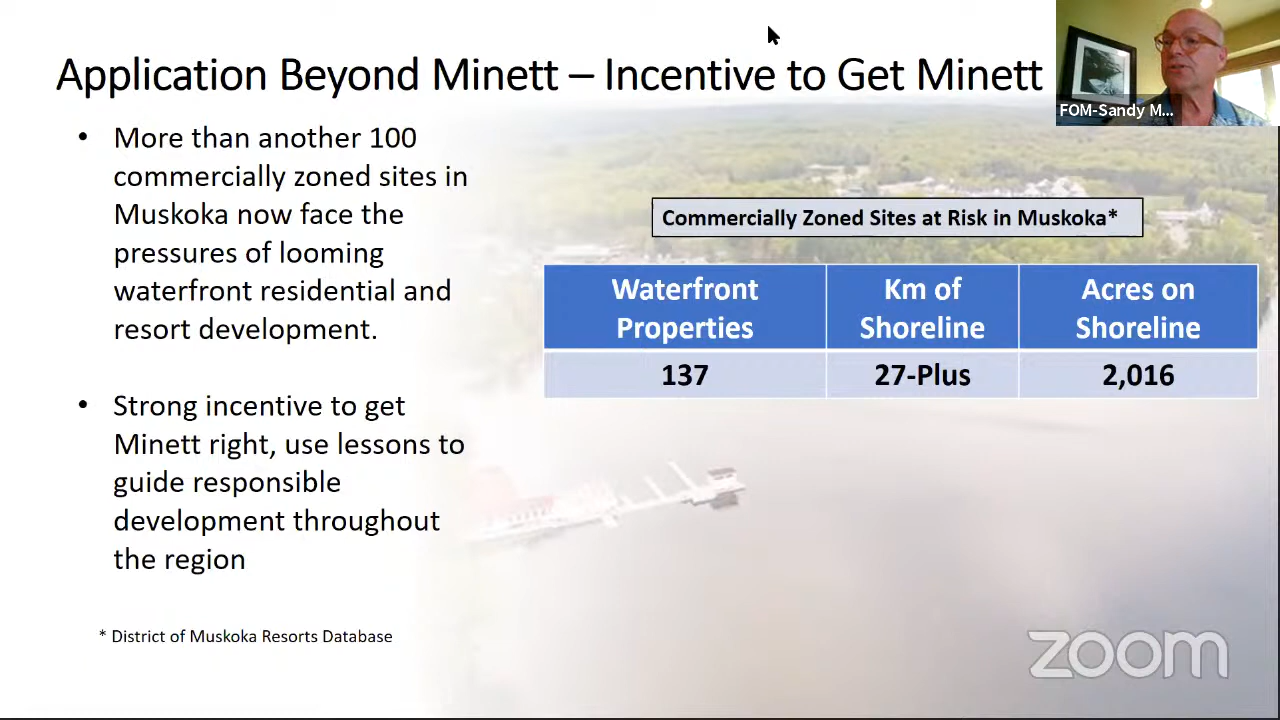 Application Beyond Minett – Incentive to Get Minett
FOM-Sandy M...
• More than another 100
commercially zoned sites in
Muskoka now face the
pressures of looming
waterfront residential and
resort development.
• Strong incentive to get
Minett right, use lessons to
guide responsible
development throughout
the region
* District of Muskoka Resorts Database
Commercially Zoned Sites at Risk in Muskoka*
Waterfront Properties Km of Shoreline Acres on Shoreline
137 27-Plus 2,016
zoom